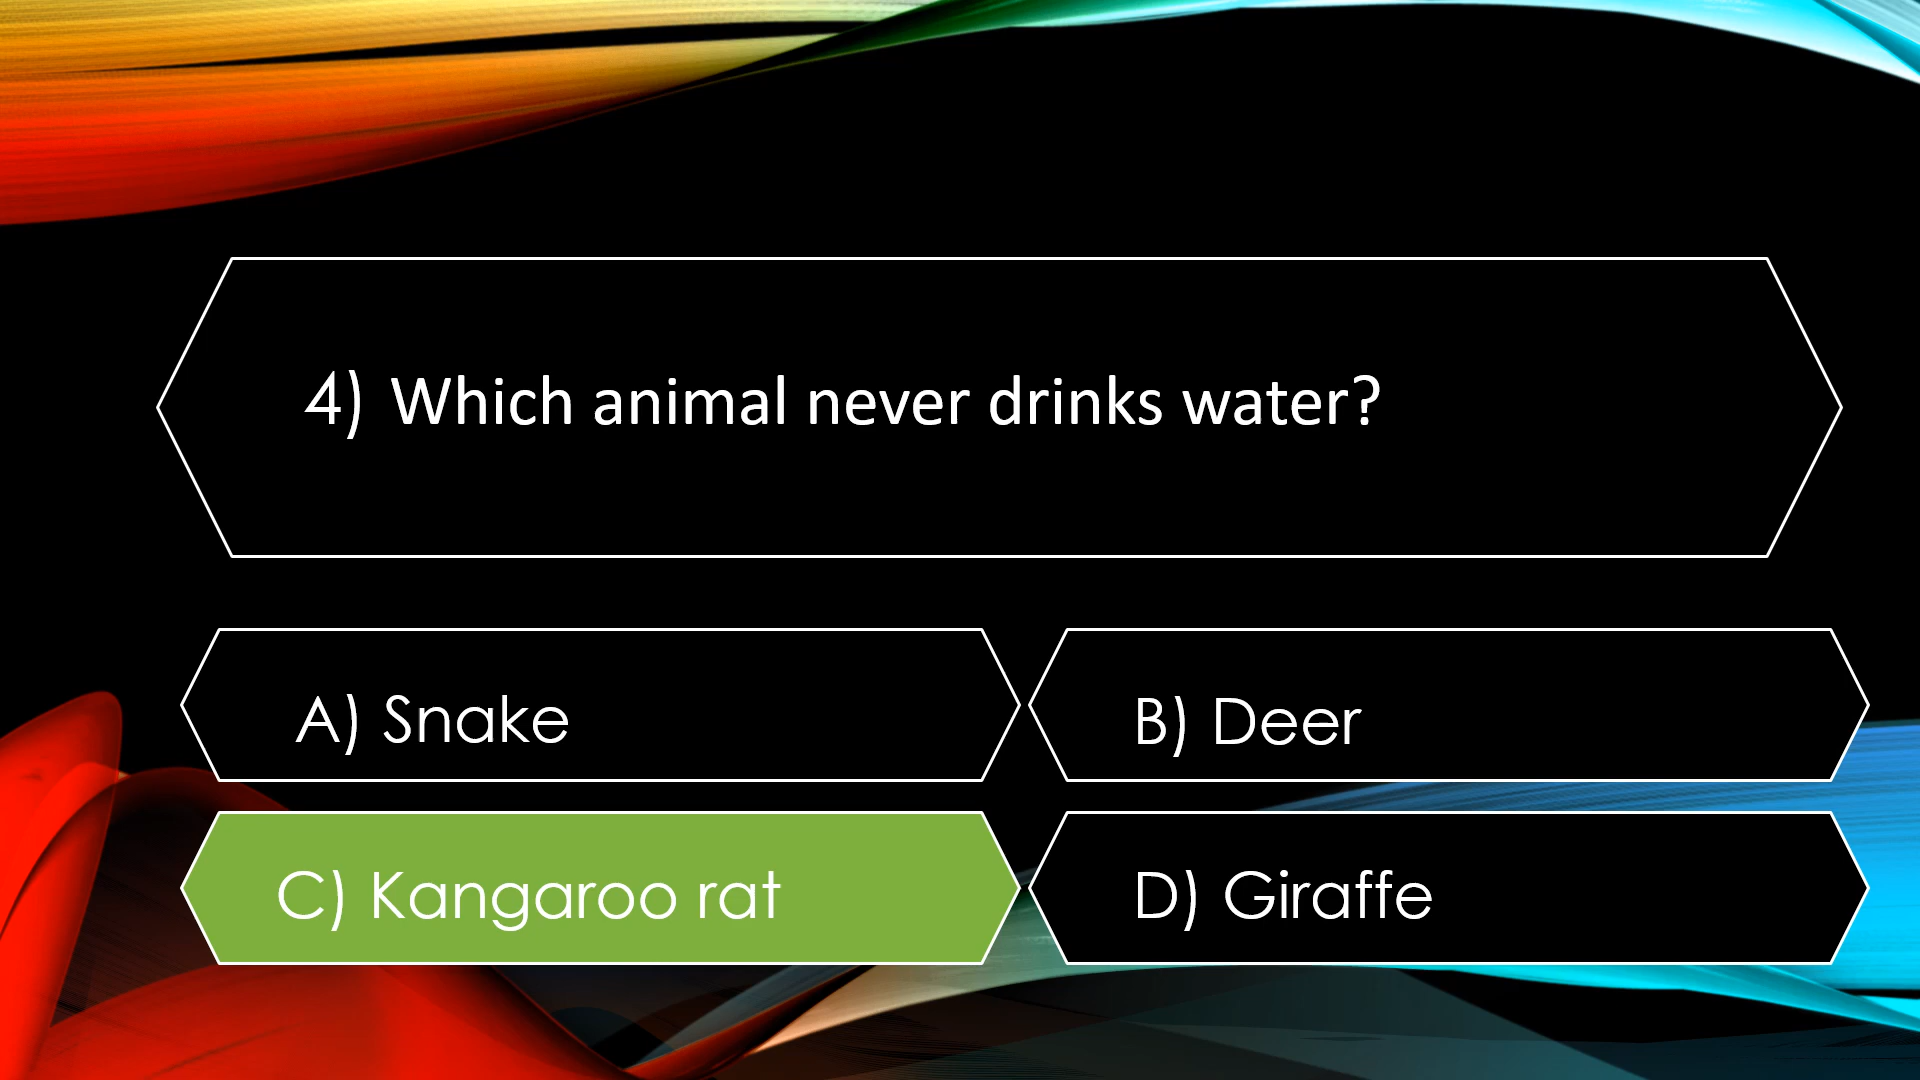 4) Which animal never drinks water?
A) Snake
B) Deer
C) Kangaroo rat
D) Giraffe